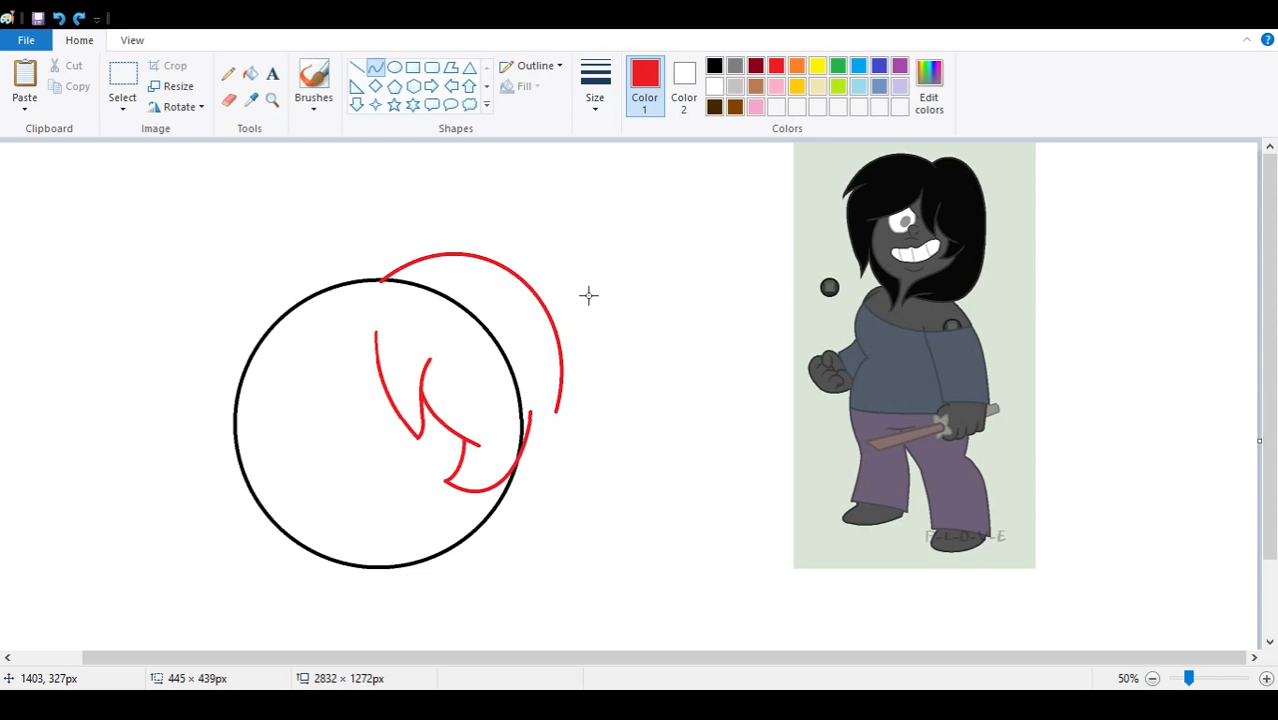 File Home View
Cut
Copy
Paste
Clipboard
Select
Crop
Resize
Rotate
Image
A
Tools
Brushes
Outline
Fill
Shapes
Size
Color 1
Color 2
Edit colors
Colors
F-L-O-V-E
1403, 327px
445 × 439px
2832 × 1272px
50%